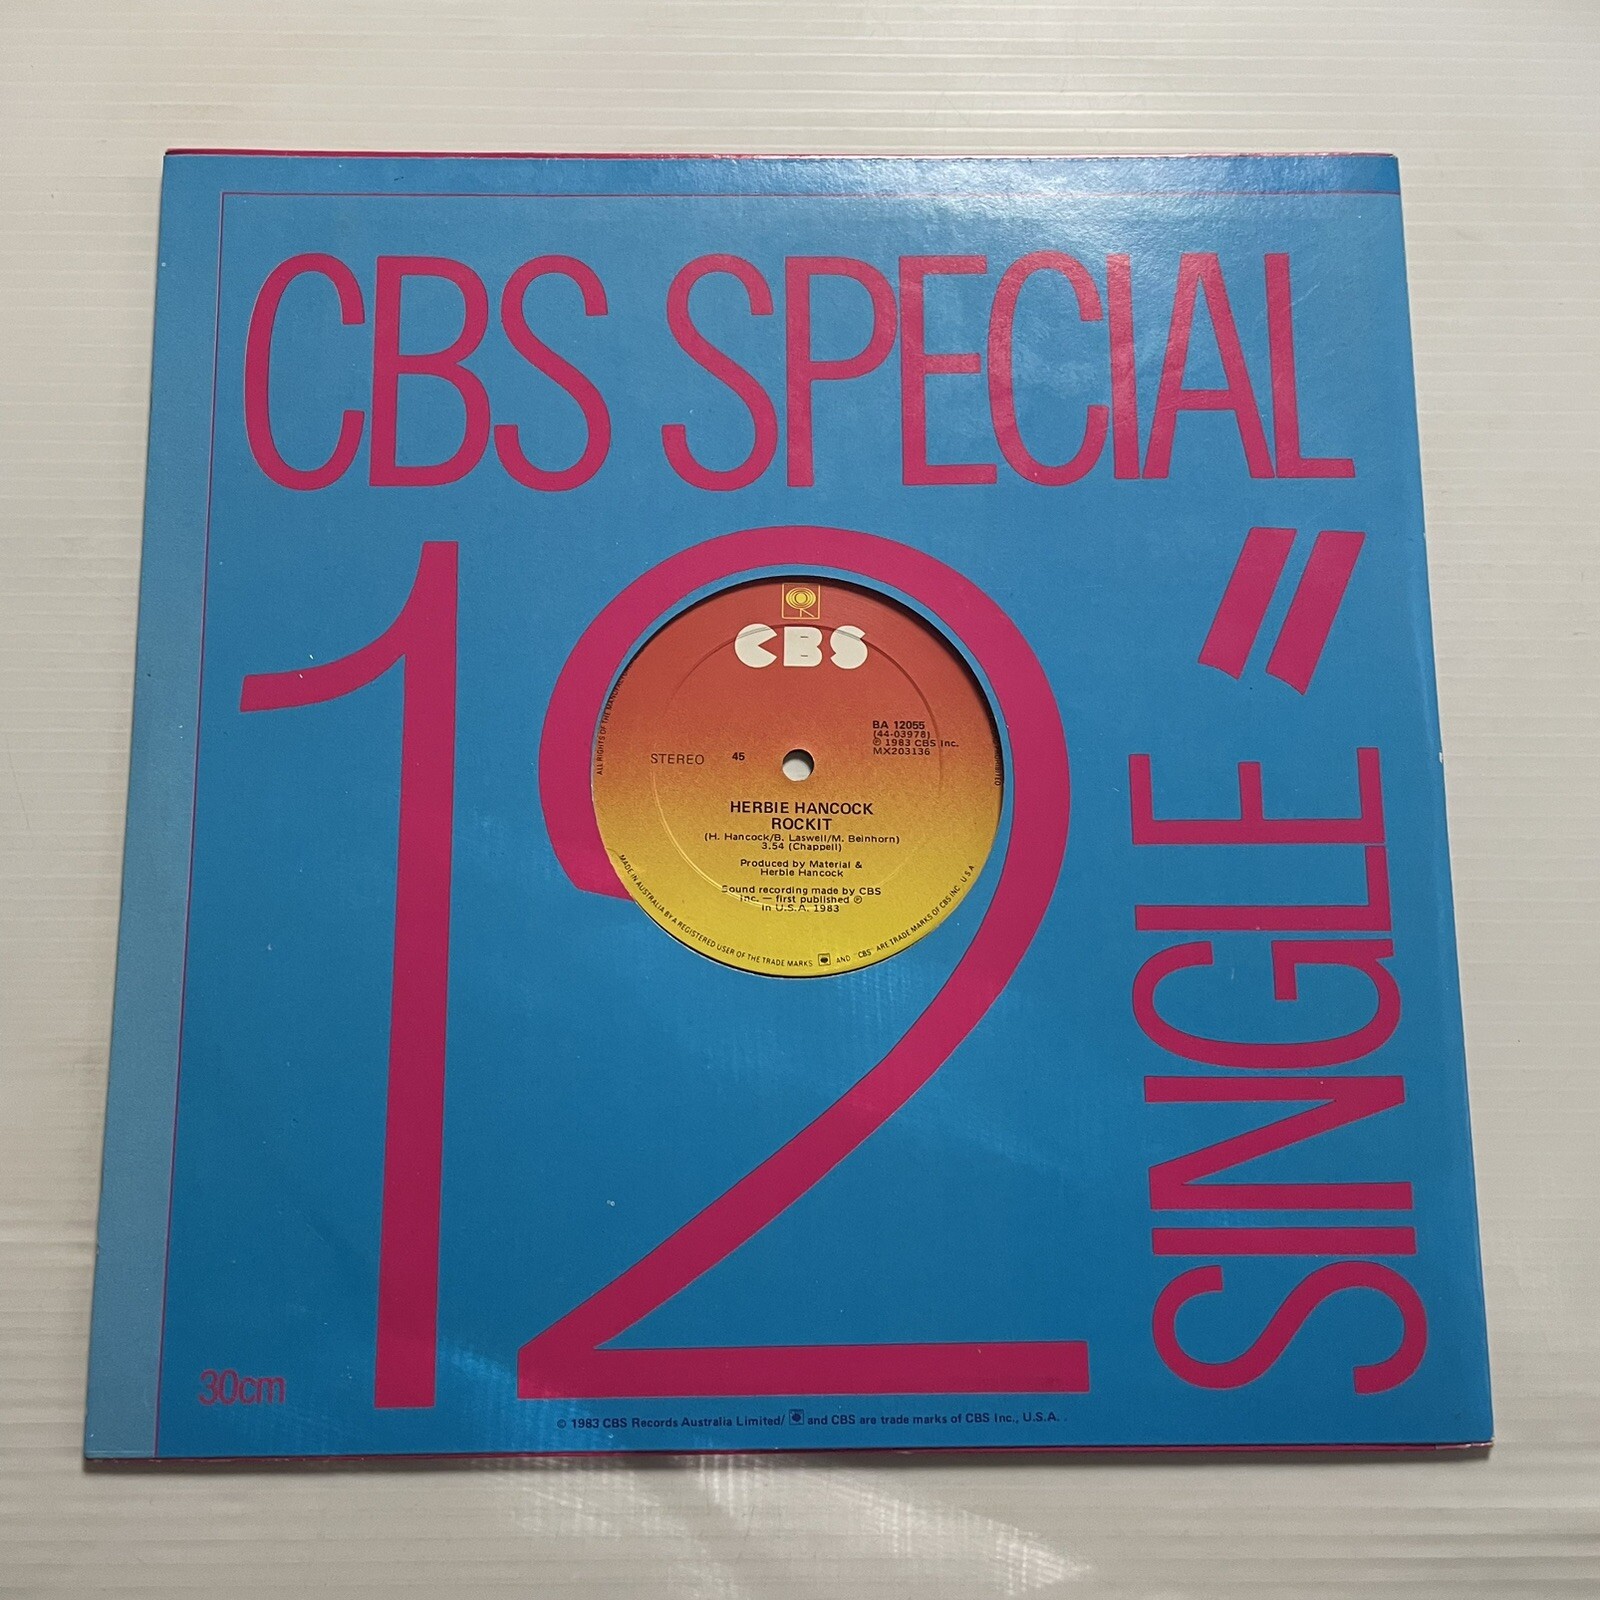 CBS SPECIAL
12"
SINGLE
CBS
BA 12055
(44-03978)
℗ 1983 CBS Inc.
MX203136
STEREO 45
HERBIE HANCOCK
ROCKIT
(H. Hancock/B. Laswell/M. Beinhorn)
3.54 (Chappell)
Produced by Material &
Herbie Hancock
Sound recording made by CBS
Inc. — first published ℗
in U.S.A. 1983
ALL RIGHTS OF THE
MADE IN AUSTRALIA BY A REGISTERED USER OF THE TRADE MARKS AND "CBS" ARE TRADE MARKS OF CBS INC., U.S.A.
30cm
© 1983 CBS Records Australia Limited/ and CBS are trade marks of CBS Inc., U.S.A. .